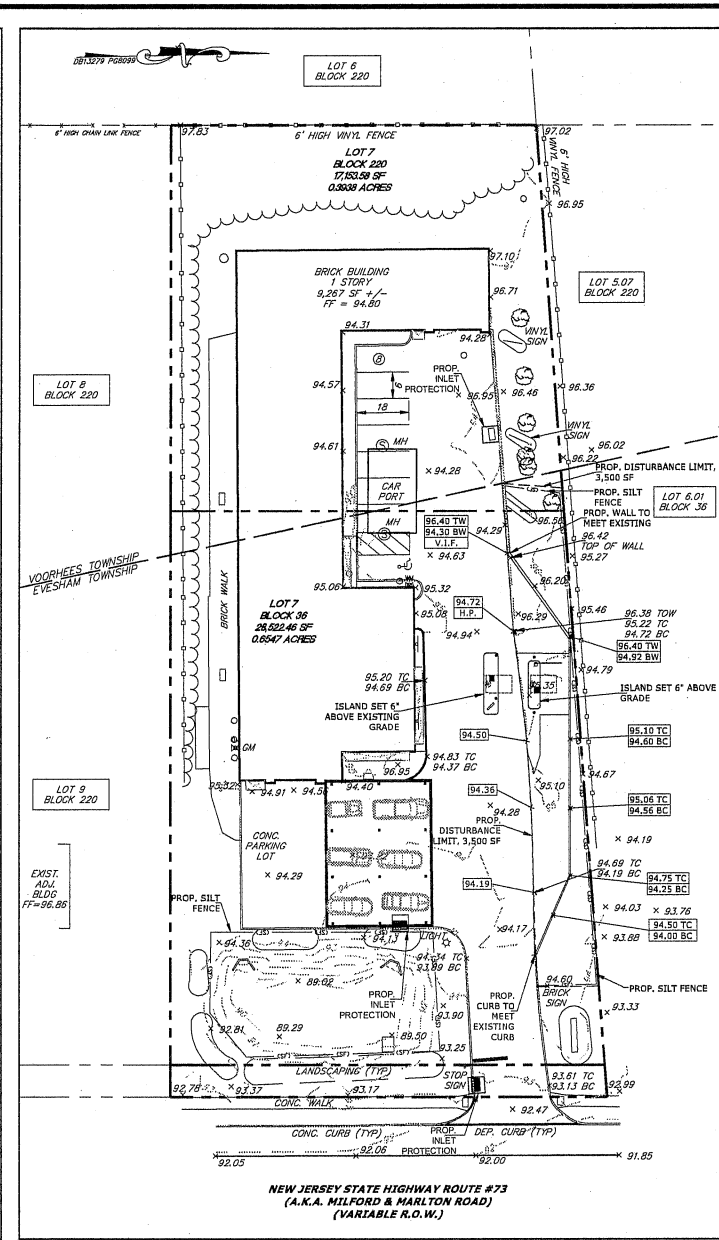 DB13279 PG8099
LOT 6
BLOCK 220
6' HIGH CHAIN LINK FENCE
97.83
6' HIGH VINYL FENCE
97.02
6' HIGH
VINYL FENCE
LOT 7
BLOCK 220
17,153.58 SF
0.3938 ACRES
96.95
97.10
BRICK BUILDING
1 STORY
9,267 SF +/-
FF = 94.80
96.71
LOT 5.07
BLOCK 220
94.31
94.28
VINYL
SIGN
8
PROP.
INLET
PROTECTION
LOT 8
BLOCK 220
94.57
9
96.95
96.46
96.36
18
VINYL
SIGN
94.61
S
MH
96.02
96.22
94.28
PROP. DISTURBANCE LIMIT,
3,500 SF
CAR
PORT
PROP. SILT
FENCE
LOT 6.01
BLOCK 36
PROP. WALL TO
MEET EXISTING
MH
S
96.40 TW
94.30 BW
V.I.F.
94.29
96.56
96.42
TOP OF WALL
94.63
95.27
VOORHEES TOWNSHIP
EVESHAM TOWNSHIP
95.06
95.32
96.20
BRICK WALK
LOT 7
BLOCK 36
28,522.46 SF
0.6547 ACRES
95.08
94.72
H.P.
96.29
95.46
94.94
96.38 TOW
95.22 TC
94.72 BC
96.40 TW
94.92 BW
95.20 TC
94.69 BC
94.79
ISLAND SET 6"
ABOVE EXISTING
GRADE
ISLAND SET 6" ABOVE
GRADE
94.50
95.10 TC
94.60 BC
GM
94.83 TC
94.37 BC
96.95
94.67
95.32
94.91
94.40
94.36
95.10
LOT 9
BLOCK 220
94.28
95.06 TC
94.56 BC
CONC.
PARKING
LOT
PROP.
DISTURBANCE
LIMIT, 3,500 SF
94.19
EXIST.
ADJ.
BLDG
FF=96.86
94.29
94.69 TC
94.19 BC
94.75 TC
94.25 BC
94.19
PROP. SILT
FENCE
94.03
93.76
94.50 TC
94.00 BC
94.17
93.88
94.36
94.13
LIGHT
94.34 TC
93.89 BC
89.02
94.60
BRICK
SIGN
PROP. SILT FENCE
PROP.
INLET
PROTECTION
PROP.
CURB TO
MEET
EXISTING
CURB
93.90
93.33
92.81
89.29
89.50
93.25
LANDSCAPING (TYP)
STOP
SIGN
93.61 TC
93.13 BC
92.99
92.78
93.37
93.17
CONC. WALK
92.47
CONC. CURB (TYP)
PROP.
INLET
PROTECTION
DEP. CURB (TYP)
92.05
92.06
92.00
91.85
NEW JERSEY STATE HIGHWAY ROUTE #73
(A.K.A. MILFORD & MARLTON ROAD)
(VARIABLE R.O.W.)